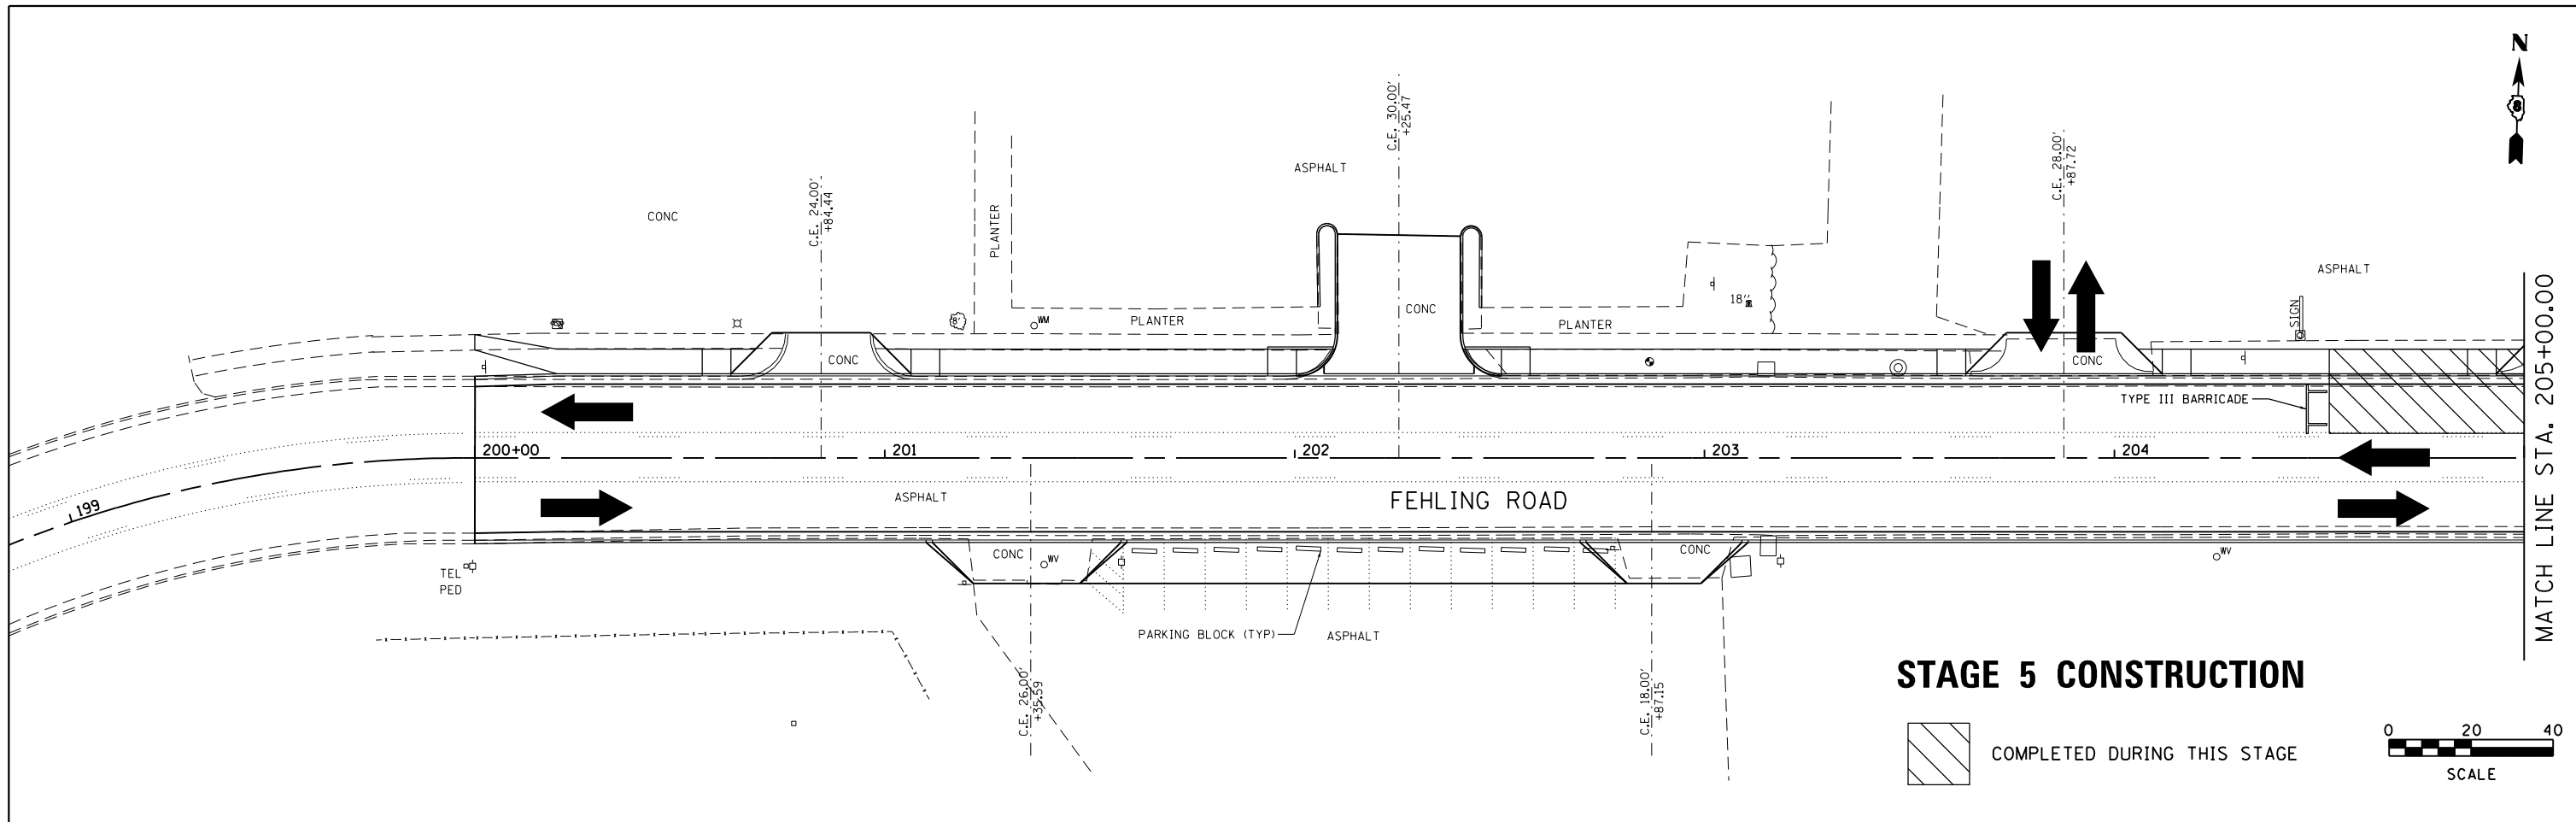 N
C.E. 30.00'
+25.47
C.E. 28.00'
+87.72
ASPHALT
C.E. 24.00'
+84.44
CONC
PLANTER
ASPHALT
MATCH LINE STA. 205+00.00
SIGN
18"
CONC
8'
WM
PLANTER
PLANTER
CONC
CONC
TYPE III BARRICADE
200+00
201
202
203
204
199
ASPHALT
FEHLING ROAD
CONC
WV
CONC
WV
TEL
PED
PARKING BLOCK (TYP)
ASPHALT
C.E. 26.00'
+35.59
C.E. 18.00'
+87.15
STAGE 5 CONSTRUCTION
COMPLETED DURING THIS STAGE
0 20 40
SCALE